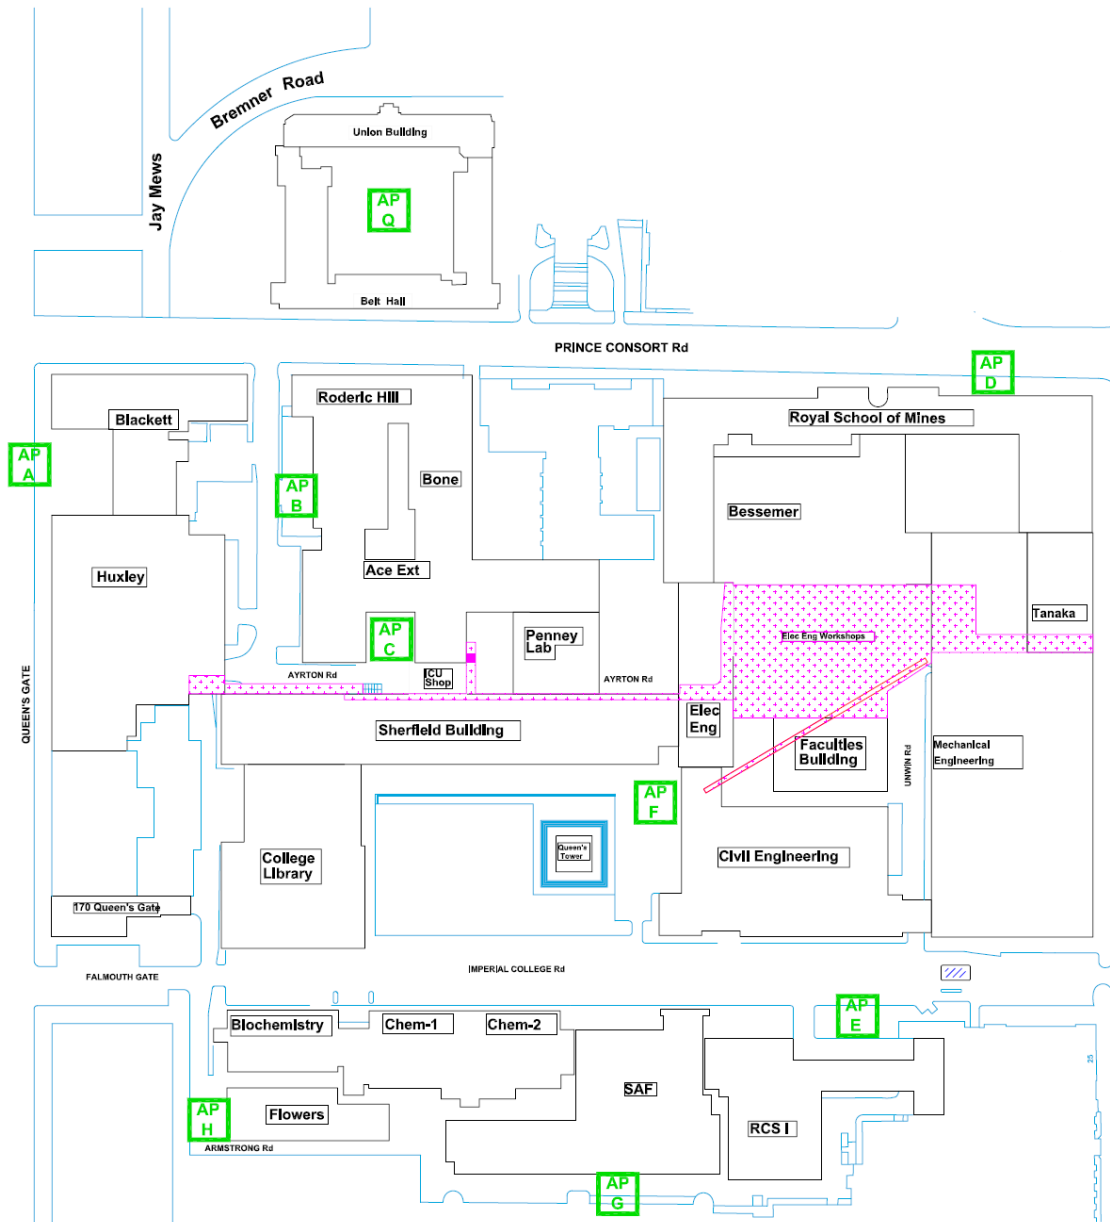 Bremner Road
Jay Mews
Union Building
AP
Q
Belt Hall
PRINCE CONSORT Rd
AP
D
Roderic Hill
Blackett
Royal School of Mines
AP
A
AP
B
Bone
Bessemer
Huxley
Ace Ext
AP
C
Penney
Lab
Elec Eng Workshops
Tanaka
QUEEN'S GATE
AYRTON Rd
ICU
Shop
AYRTON Rd
Sherfield Building
Elec
Eng
Faculties
Building
UNWIN Rd
Mechanical
Engineering
AP
F
College
Library
Queen's
Tower
Civil Engineering
170 Queen's Gate
FALMOUTH GATE
IMPERIAL COLLEGE Rd
AP
E
Biochemistry
Chem-1
Chem-2
25
SAF
AP
H
Flowers
RCS I
ARMSTRONG Rd
AP
G